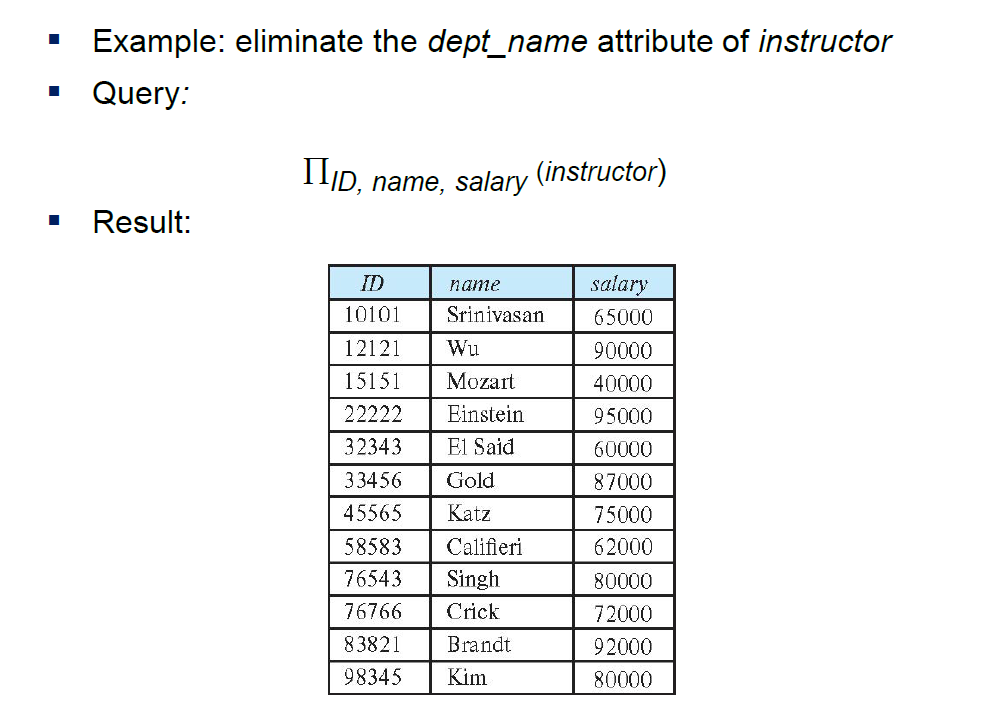 ▪ Example: eliminate the dept_name attribute of instructor
▪ Query:
∏ID, name, salary (instructor)
▪ Result:
ID name salary
10101 Srinivasan 65000
12121 Wu 90000
15151 Mozart 40000
22222 Einstein 95000
32343 El Said 60000
33456 Gold 87000
45565 Katz 75000
58583 Califieri 62000
76543 Singh 80000
76766 Crick 72000
83821 Brandt 92000
98345 Kim 80000